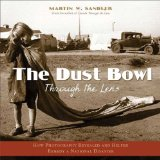 MARTIN W. SANDLER
The Dust Bowl
Through the Lens
How Photography Revealed and Helped
Remedy a National Disaster